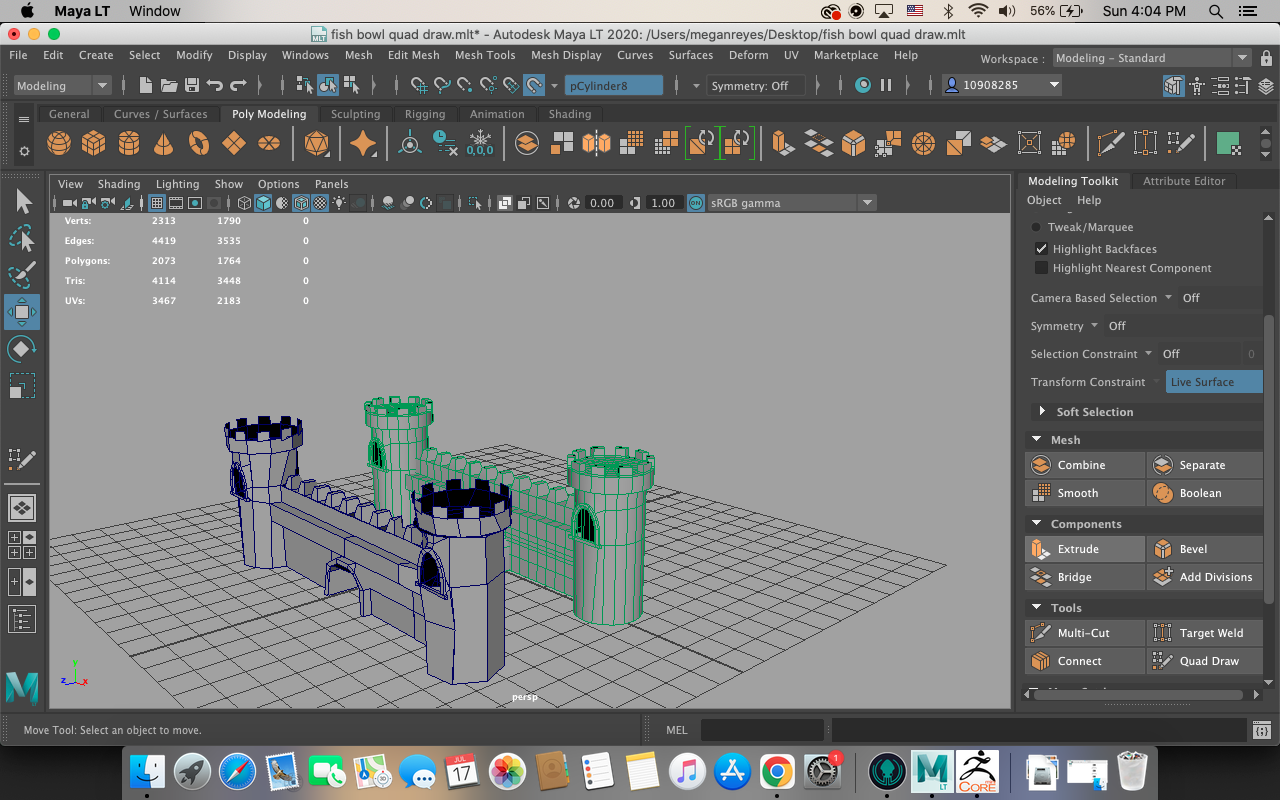 Maya LT Window 56% Sun 4:04 PM
fish bowl quad draw.mlt* - Autodesk Maya LT 2020: /Users/meganreyes/Desktop/fish bowl quad draw.mlt
File Edit Create Select Modify Display Windows Mesh Edit Mesh Mesh Tools Mesh Display Curves Surfaces Deform UV Marketplace Help Workspace : Modeling - Standard
Modeling pCylinder8 Symmetry: Off 10908285
General Curves / Surfaces Poly Modeling Sculpting Rigging Animation Shading
0,0,0
View Shading Lighting Show Options Panels
0.00 1.00 ON sRGB gamma
Verts: 2313 1790 0
Edges: 4419 3535 0
Polygons: 2073 1764 0
Tris: 4114 3448 0
UVs: 3467 2183 0
z x
persp
Modeling Toolkit Attribute Editor
Object Help
Tweak/Marquee
Highlight Backfaces
Highlight Nearest Component
Camera Based Selection Off
Symmetry Off
Selection Constraint Off 0
Transform Constraint Live Surface
Soft Selection
Mesh
Combine Separate
Smooth Boolean
Components
Extrude Bevel
Bridge Add Divisions
Tools
Multi-Cut Target Weld
Connect Quad Draw
Move Tool: Select an object to move. MEL
JUL
17
1
M
LT
CORE